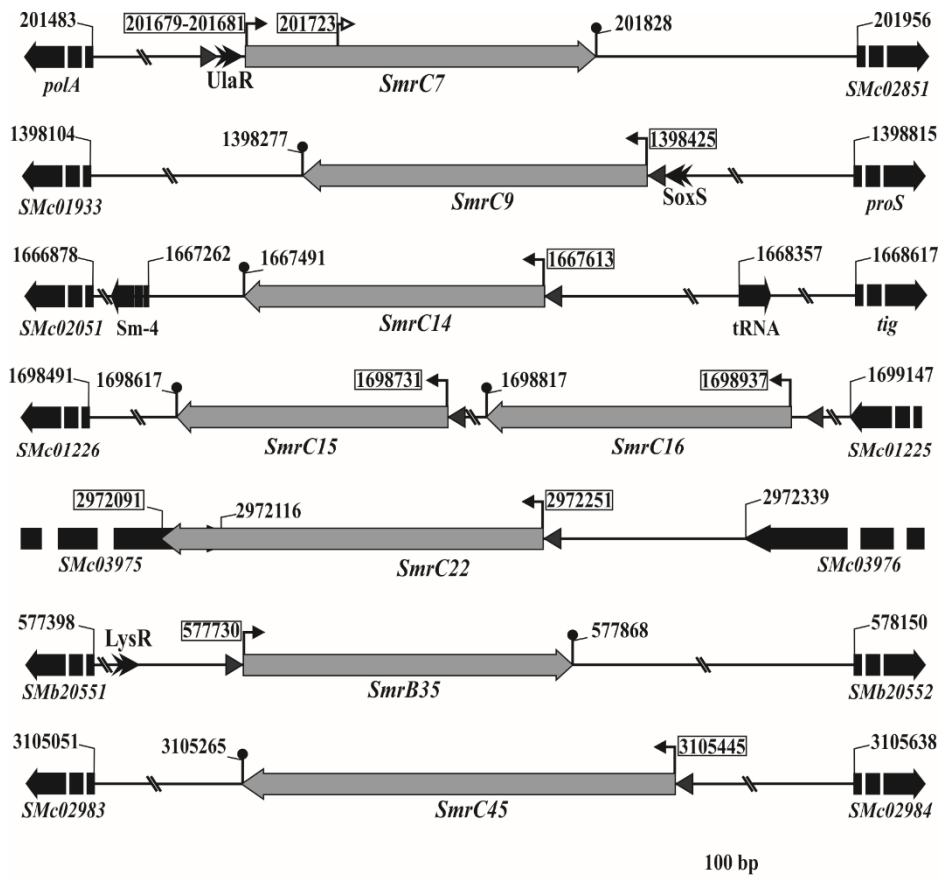 201483 201679-201681 201723 201828 201956
polA UlaR SmrC7 SMc02851
1398104 1398277 1398425 1398815
SMc01933 SmrC9 SoxS proS
1666878 1667262 1667491 1667613 1668357 1668617
SMc02051 Sm-4 SmrC14 tRNA tig
1698491 1698617 1698731 1698817 1698937 1699147
SMc01226 SmrC15 SmrC16 SMc01225
2972091 2972116 2972251 2972339
SMc03975 SmrC22 SMc03976
577398 LysR 577730 577868 578150
SMb20551 SmrB35 SMb20552
3105051 3105265 3105445 3105638
SMc02983 SmrC45 SMc02984
100 bp